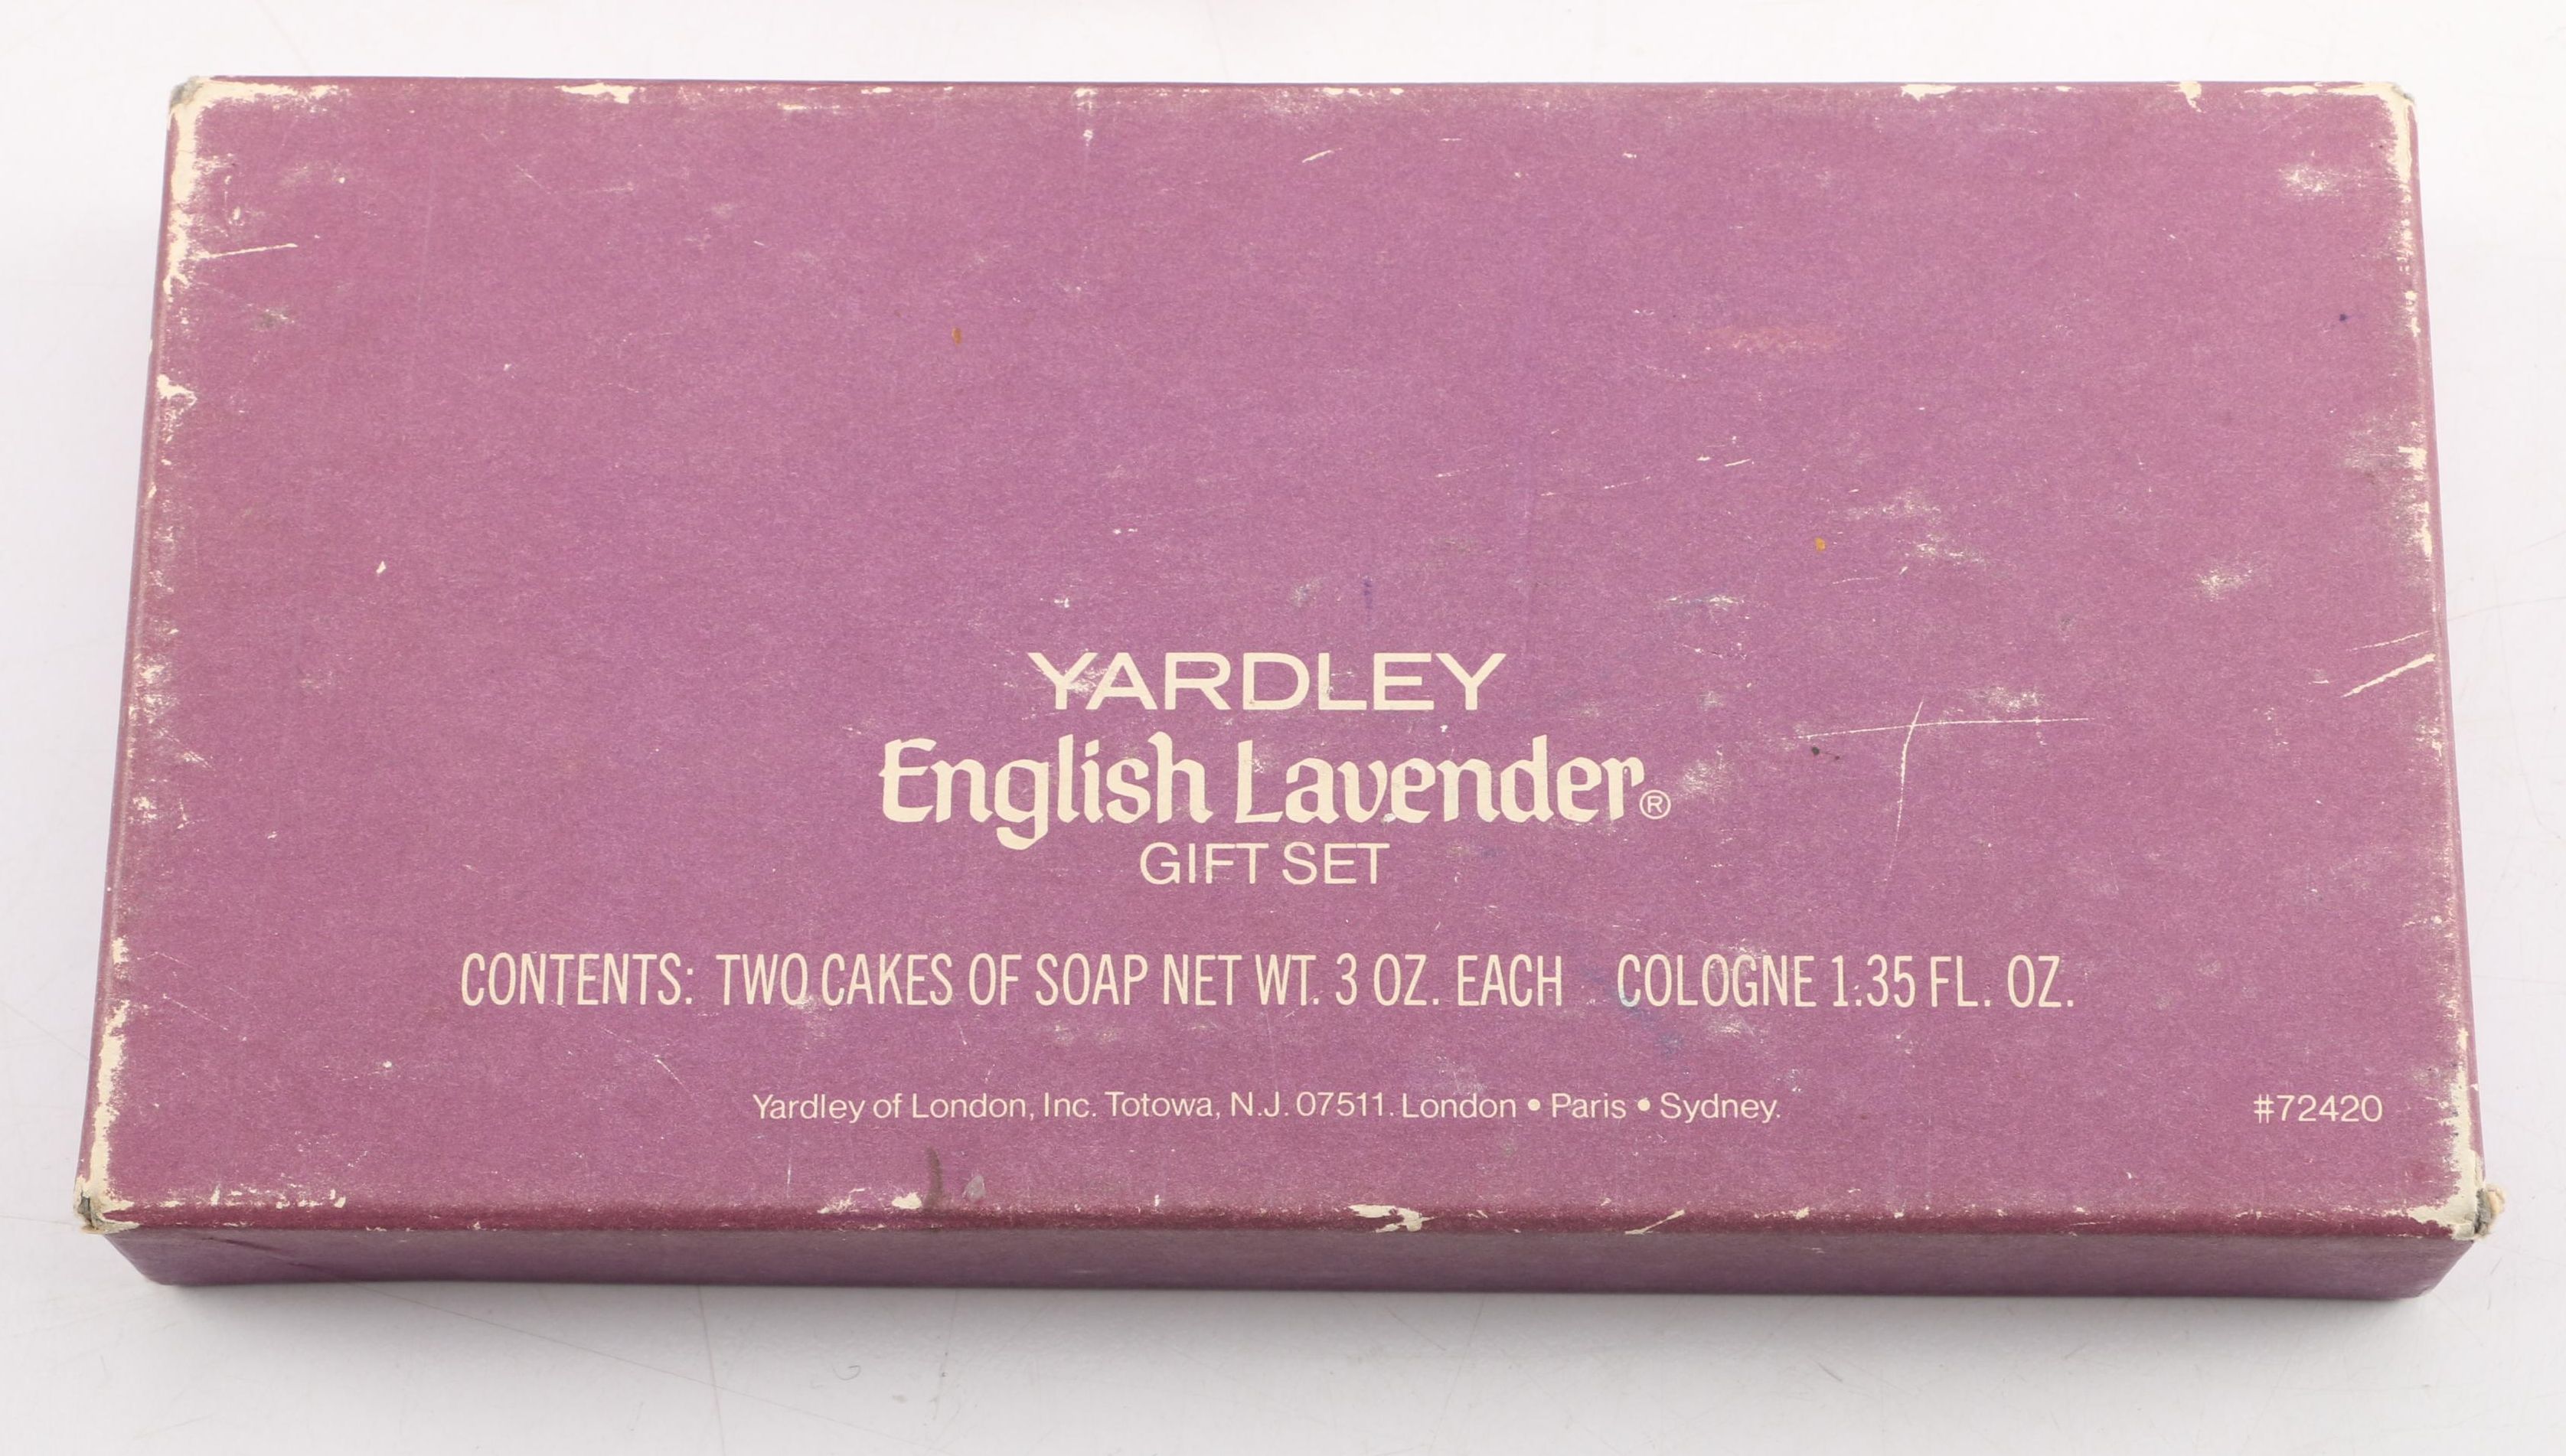 YARDLEY
English Lavender®
GIFT SET
CONTENTS: TWO CAKES OF SOAP NET WT. 3 OZ. EACH COLOGNE 1.35 FL. OZ.
Yardley of London, Inc. Totowa, N.J. 07511. London • Paris • Sydney.
#72420